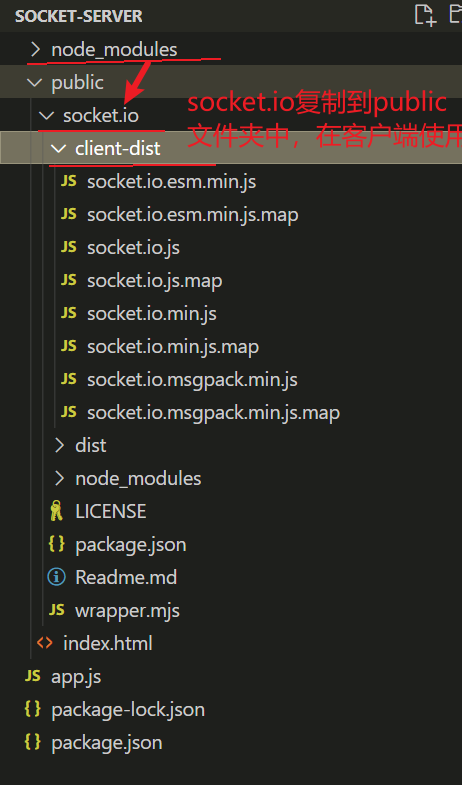 SOCKET-SERVER
node_modules
public
socket.io
socket.io复制到public
文件夹中，在客户端使用
client-dist
JS socket.io.esm.min.js
JS socket.io.esm.min.js.map
JS socket.io.js
JS socket.io.js.map
JS socket.io.min.js
JS socket.io.min.js.map
JS socket.io.msgpack.min.js
JS socket.io.msgpack.min.js.map
dist
node_modules
LICENSE
{} package.json
Readme.md
JS wrapper.mjs
<> index.html
JS app.js
{} package-lock.json
{} package.json